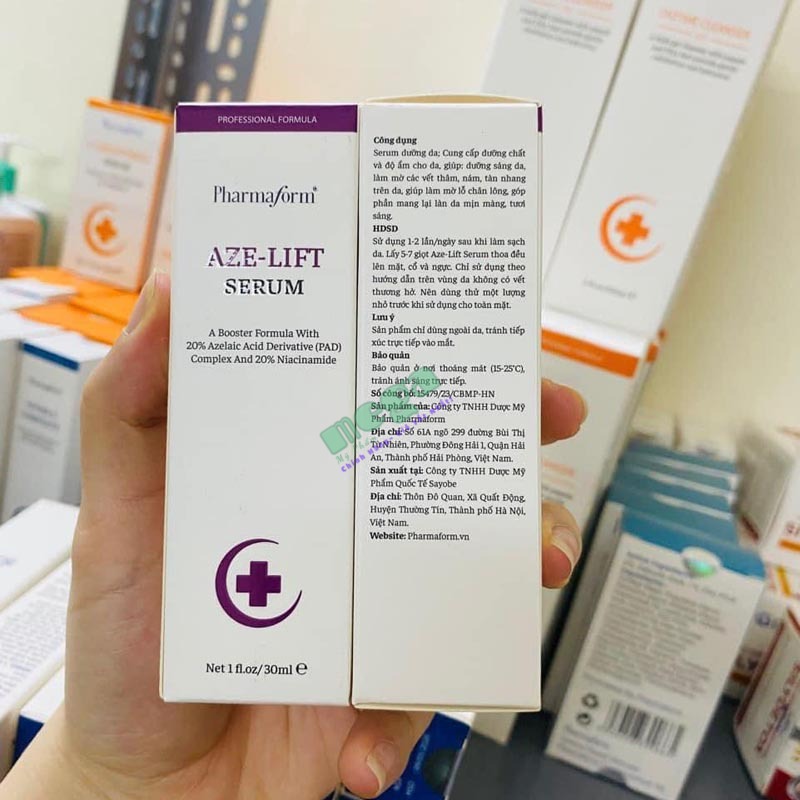 PROFESSIONAL FORMULA
Pharmaform
AZE-LIFT
SERUM
A Booster Formula With
20% Azelaic Acid Derivative (PAD)
Complex And 20% Niacinamide
Net 1 fl.oz/30ml ℮
Công dụng
Serum dưỡng da; Cung cấp dưỡng chất
và độ ẩm cho da, giúp: dưỡng sáng da,
làm mờ các vết thâm, nám, tàn nhang
trên da, giúp làm mờ lỗ chân lông, góp
phần mang lại làn da mịn màng, tươi
sáng.
HDSD
Sử dụng 1-2 lần/ngày sau khi làm sạch
da. Lấy 5-7 giọt Aze-Lift Serum thoa đều
lên mặt, cổ và ngực. Chỉ sử dụng theo
hướng dẫn trên vùng da không có vết
thương hở. Nên dùng thử một lượng
nhỏ trước khi sử dụng cho toàn mặt.
Lưu ý
Sản phẩm chỉ dùng ngoài da, tránh tiếp
xúc trực tiếp vào mắt.
Bảo quản
Bảo quản ở nơi thoáng mát (15-25°C),
tránh ánh sáng trực tiếp.
Số công bố: 15479/23/CBMP-HN
Sản phẩm của: Công ty TNHH Dược Mỹ
Phẩm Pharmaform
Địa chỉ: Số 61A ngõ 299 đường Bùi Thị
Từ Nhiên, Phường Đông Hải 1, Quận Hải
An, Thành phố Hải Phòng, Việt Nam.
Sản xuất tại: Công ty TNHH Dược Mỹ
Phẩm Quốc Tế Sayobe
Địa chỉ: Thôn Đô Quan, Xã Quất Động,
Huyện Thường Tín, Thành phố Hà Nội,
Việt Nam.
Website: Pharmaform.vn